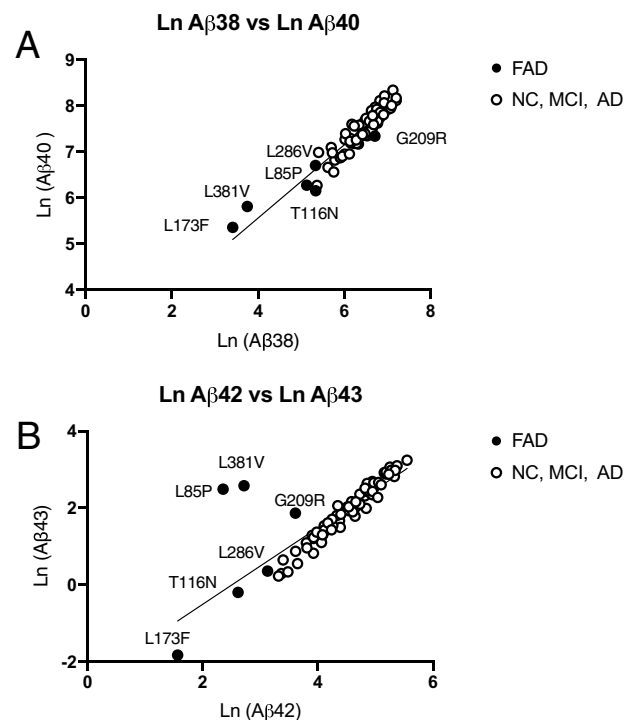 Ln Aβ38 vs Ln Aβ40
A
Ln (Aβ40 )
9
8
7
6
5
4
0
2
4
6
8
Ln (Aβ38)
L286V
L85P
L381V
L173F
T116N
G209R
FAD
NC, MCI, AD
Ln Aβ42 vs Ln Aβ43
B
Ln (Aβ43)
4
2
0
-2
0
2
4
6
Ln (Aβ42)
L381V
L85P
G209R
L286V
T116N
L173F
FAD
NC, MCI, AD